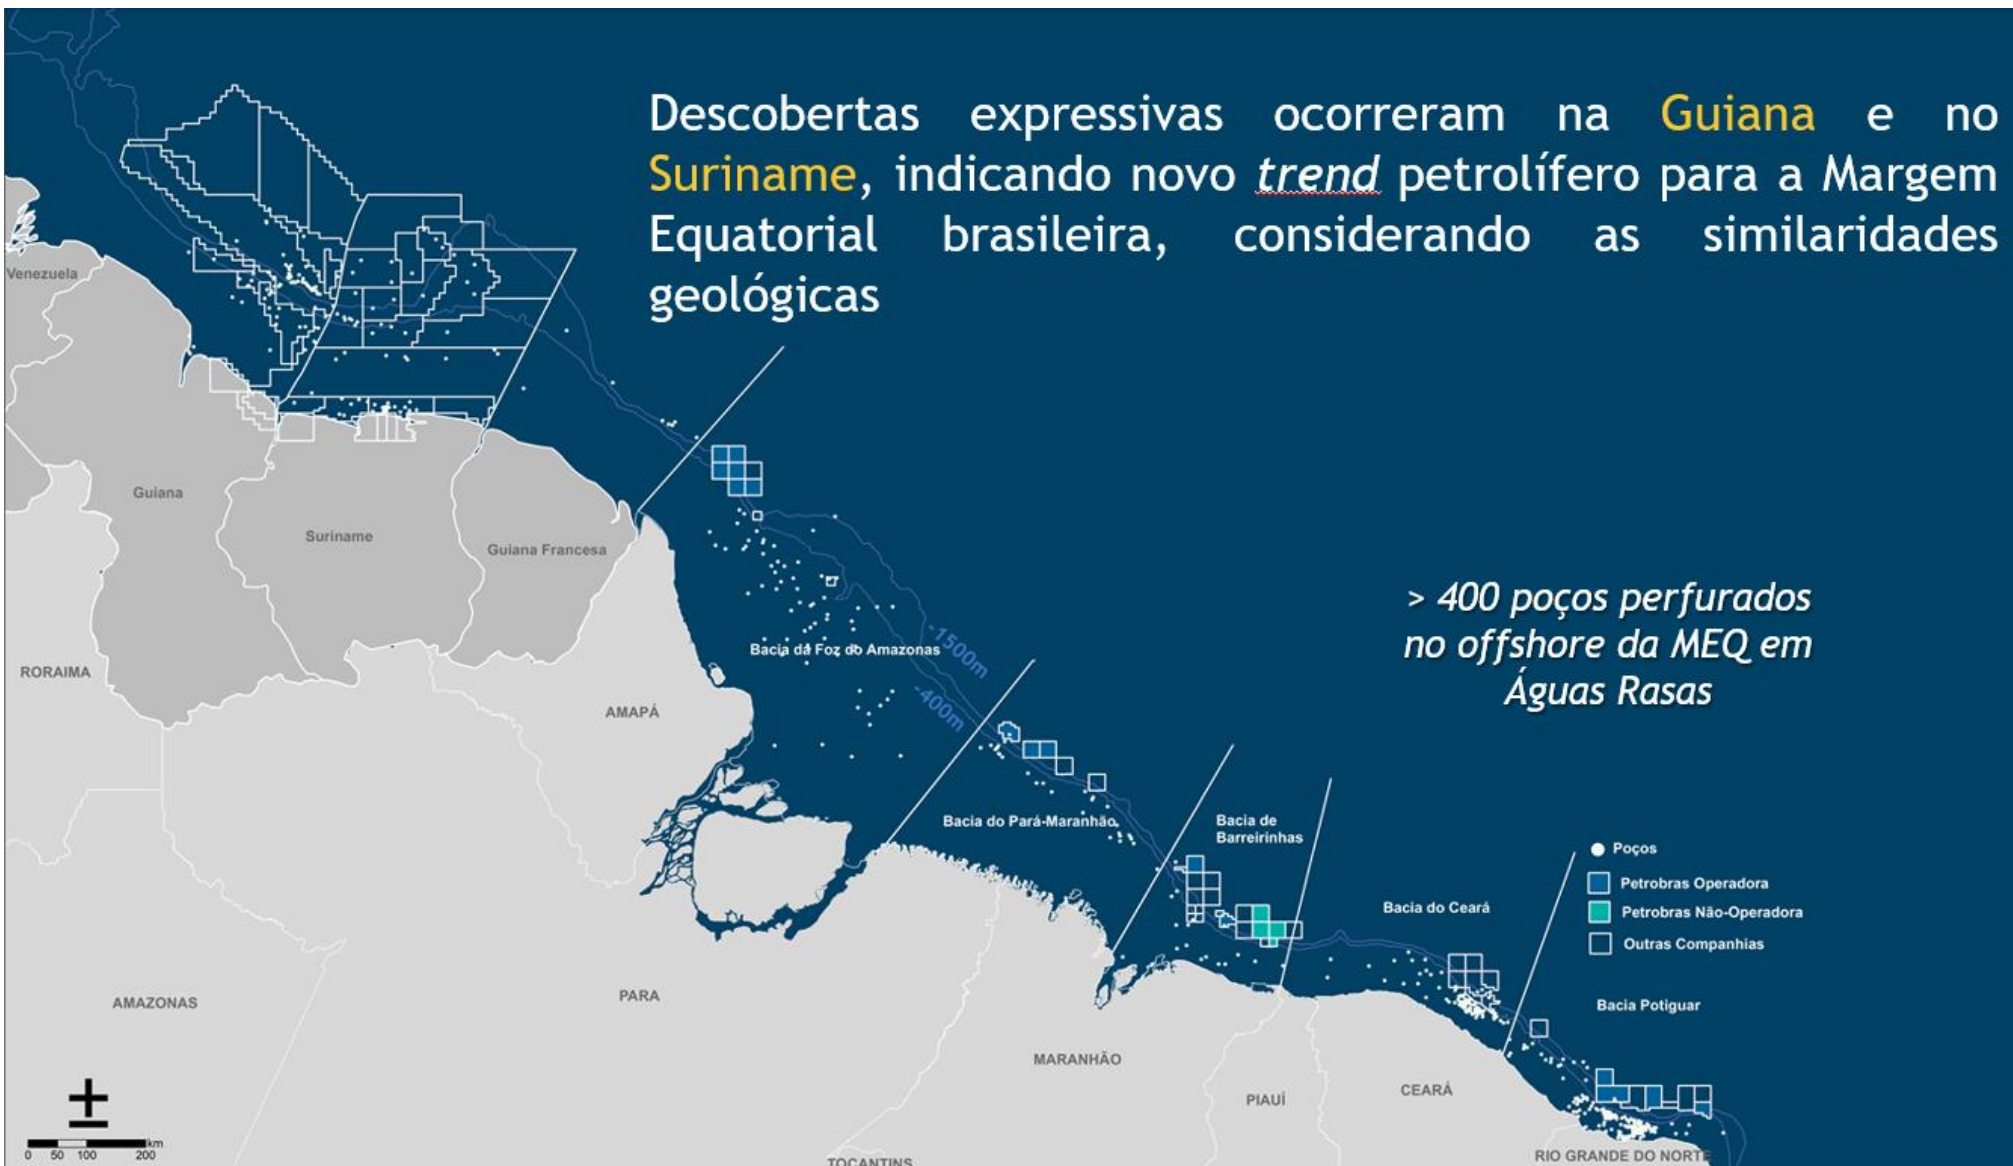 Descobertas expressivas ocorreram na Guiana e no
Suriname, indicando novo trend petrolífero para a Margem
Equatorial brasileira, considerando as similaridades
geológicas
Venezuela
Guiana
Suriname
Guiana Francesa
> 400 poços perfurados
no offshore da MEQ em
Águas Rasas
-1500m
Bacia da Foz do Amazonas
RORAIMA
-400m
AMAPÁ
Bacia do Pará-Maranhão
Bacia de
Barreirinhas
Poços
Petrobras Operadora
Petrobras Não-Operadora
Outras Companhias
Bacia do Ceará
AMAZONAS
PARA
Bacia Potiguar
MARANHÃO
PIAUÍ
CEARÁ
km
0 50 100 200
TOCANTINS
RIO GRANDE DO NORTE